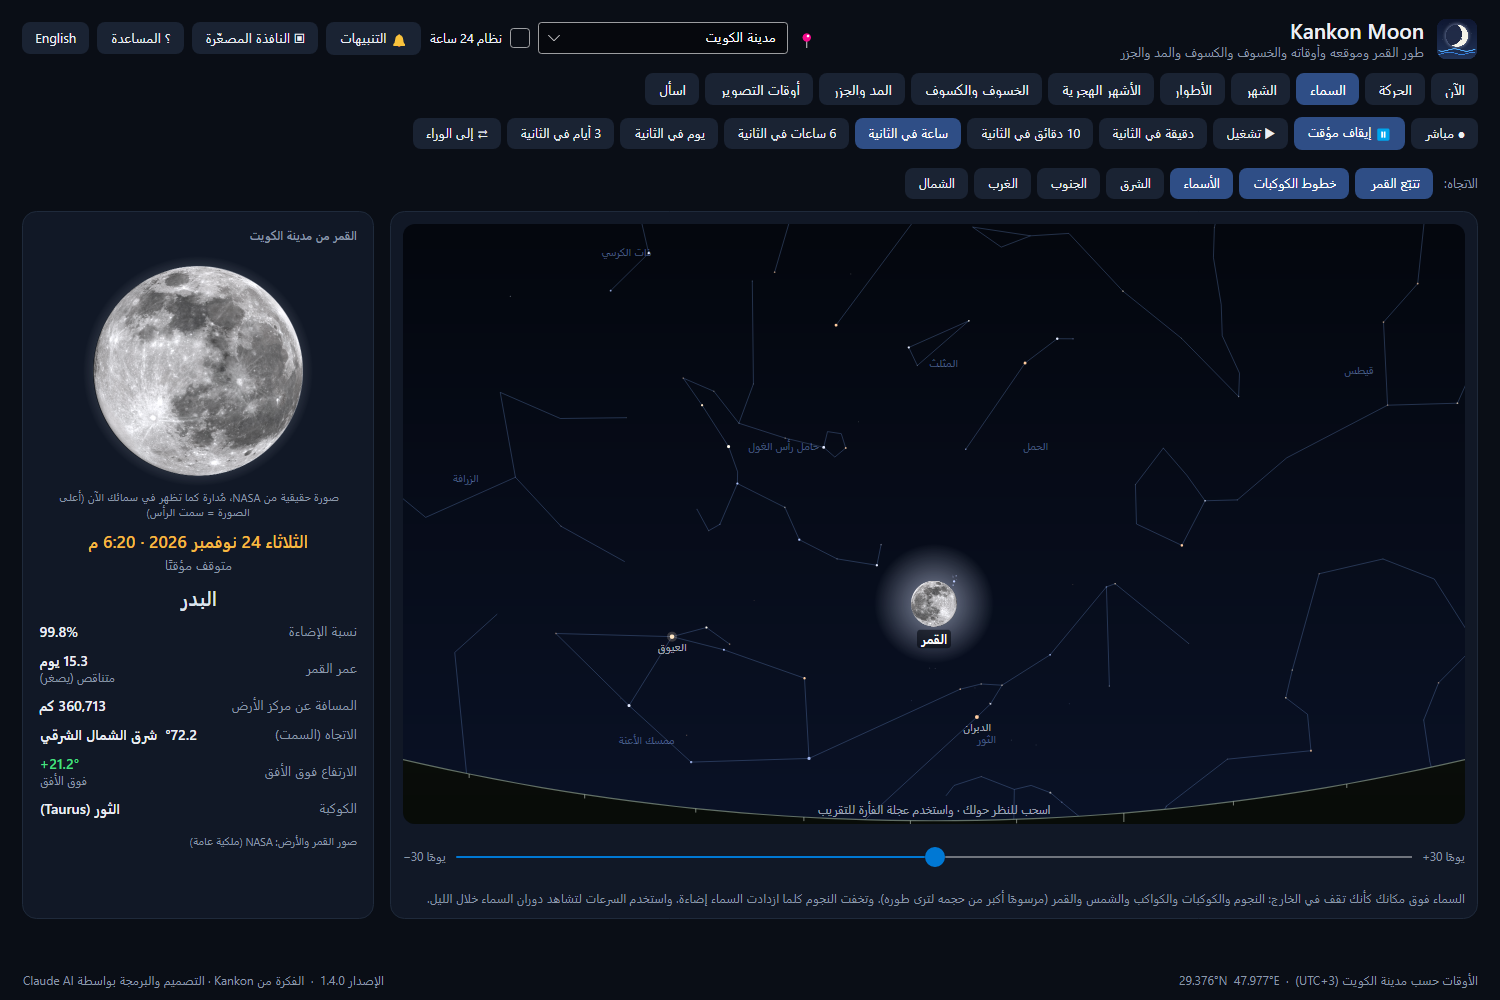 Kankon Moon
طور القمر وموقعه وأوقاته والخسوف والكسوف والمد والجزر
مدينة الكويت
نظام 24 ساعة
التنبيهات
النافذة المصغّرة
؟ المساعدة
English
الآن
الحركة
السماء
الشهر
الأطوار
الأشهر الهجرية
الخسوف والكسوف
المد والجزر
أوقات التصوير
اسأل
● مباشر
إيقاف مؤقت
▶ تشغيل
دقيقة في الثانية
10 دقائق في الثانية
ساعة في الثانية
6 ساعات في الثانية
يوم في الثانية
3 أيام في الثانية
⇄ إلى الوراء
الاتجاه:
تتبّع القمر
خطوط الكوكبات
الأسماء
الشرق
الجنوب
الغرب
الشمال
ذات الكرسي
المثلث
قيطس
حامل رأس الغول
الحمل
الزرافة
القمر
العيوق
الدبران
الثور
ممسك الأعنة
اسحب للنظر حولك · واستخدم عجلة الفأرة للتقريب
+30 يومًا
−30 يومًا
السماء فوق مكانك كأنك تقف في الخارج: النجوم والكوكبات والكواكب والشمس والقمر (مرسومًا أكبر من حجمه لترى طوره). وتخفت النجوم كلما ازدادت السماء إضاءة. واستخدم السرعات لتشاهد دوران السماء خلال الليل.
القمر من مدينة الكويت
صورة حقيقية من NASA، مُدارة كما تظهر في سمائك الآن (أعلى
الصورة = سمت الرأس)
الثلاثاء 24 نوفمبر 2026 · 6:20 م
متوقف مؤقتًا
البدر
نسبة الإضاءة 99.8%
عمر القمر 15.3 يوم
متناقص (يصغر)
المسافة عن مركز الأرض 360,713 كم
الاتجاه (السمت) 72.2° شرق الشمال الشرقي
الارتفاع فوق الأفق +21.2°
فوق الأفق
الكوكبة الثور (Taurus)
صور القمر والأرض: NASA (ملكية عامة)
الأوقات حسب مدينة الكويت (UTC+3) · 29.376°N 47.977°E
الإصدار 1.4.0 · الفكرة من Kankon · التصميم والبرمجة بواسطة Claude AI